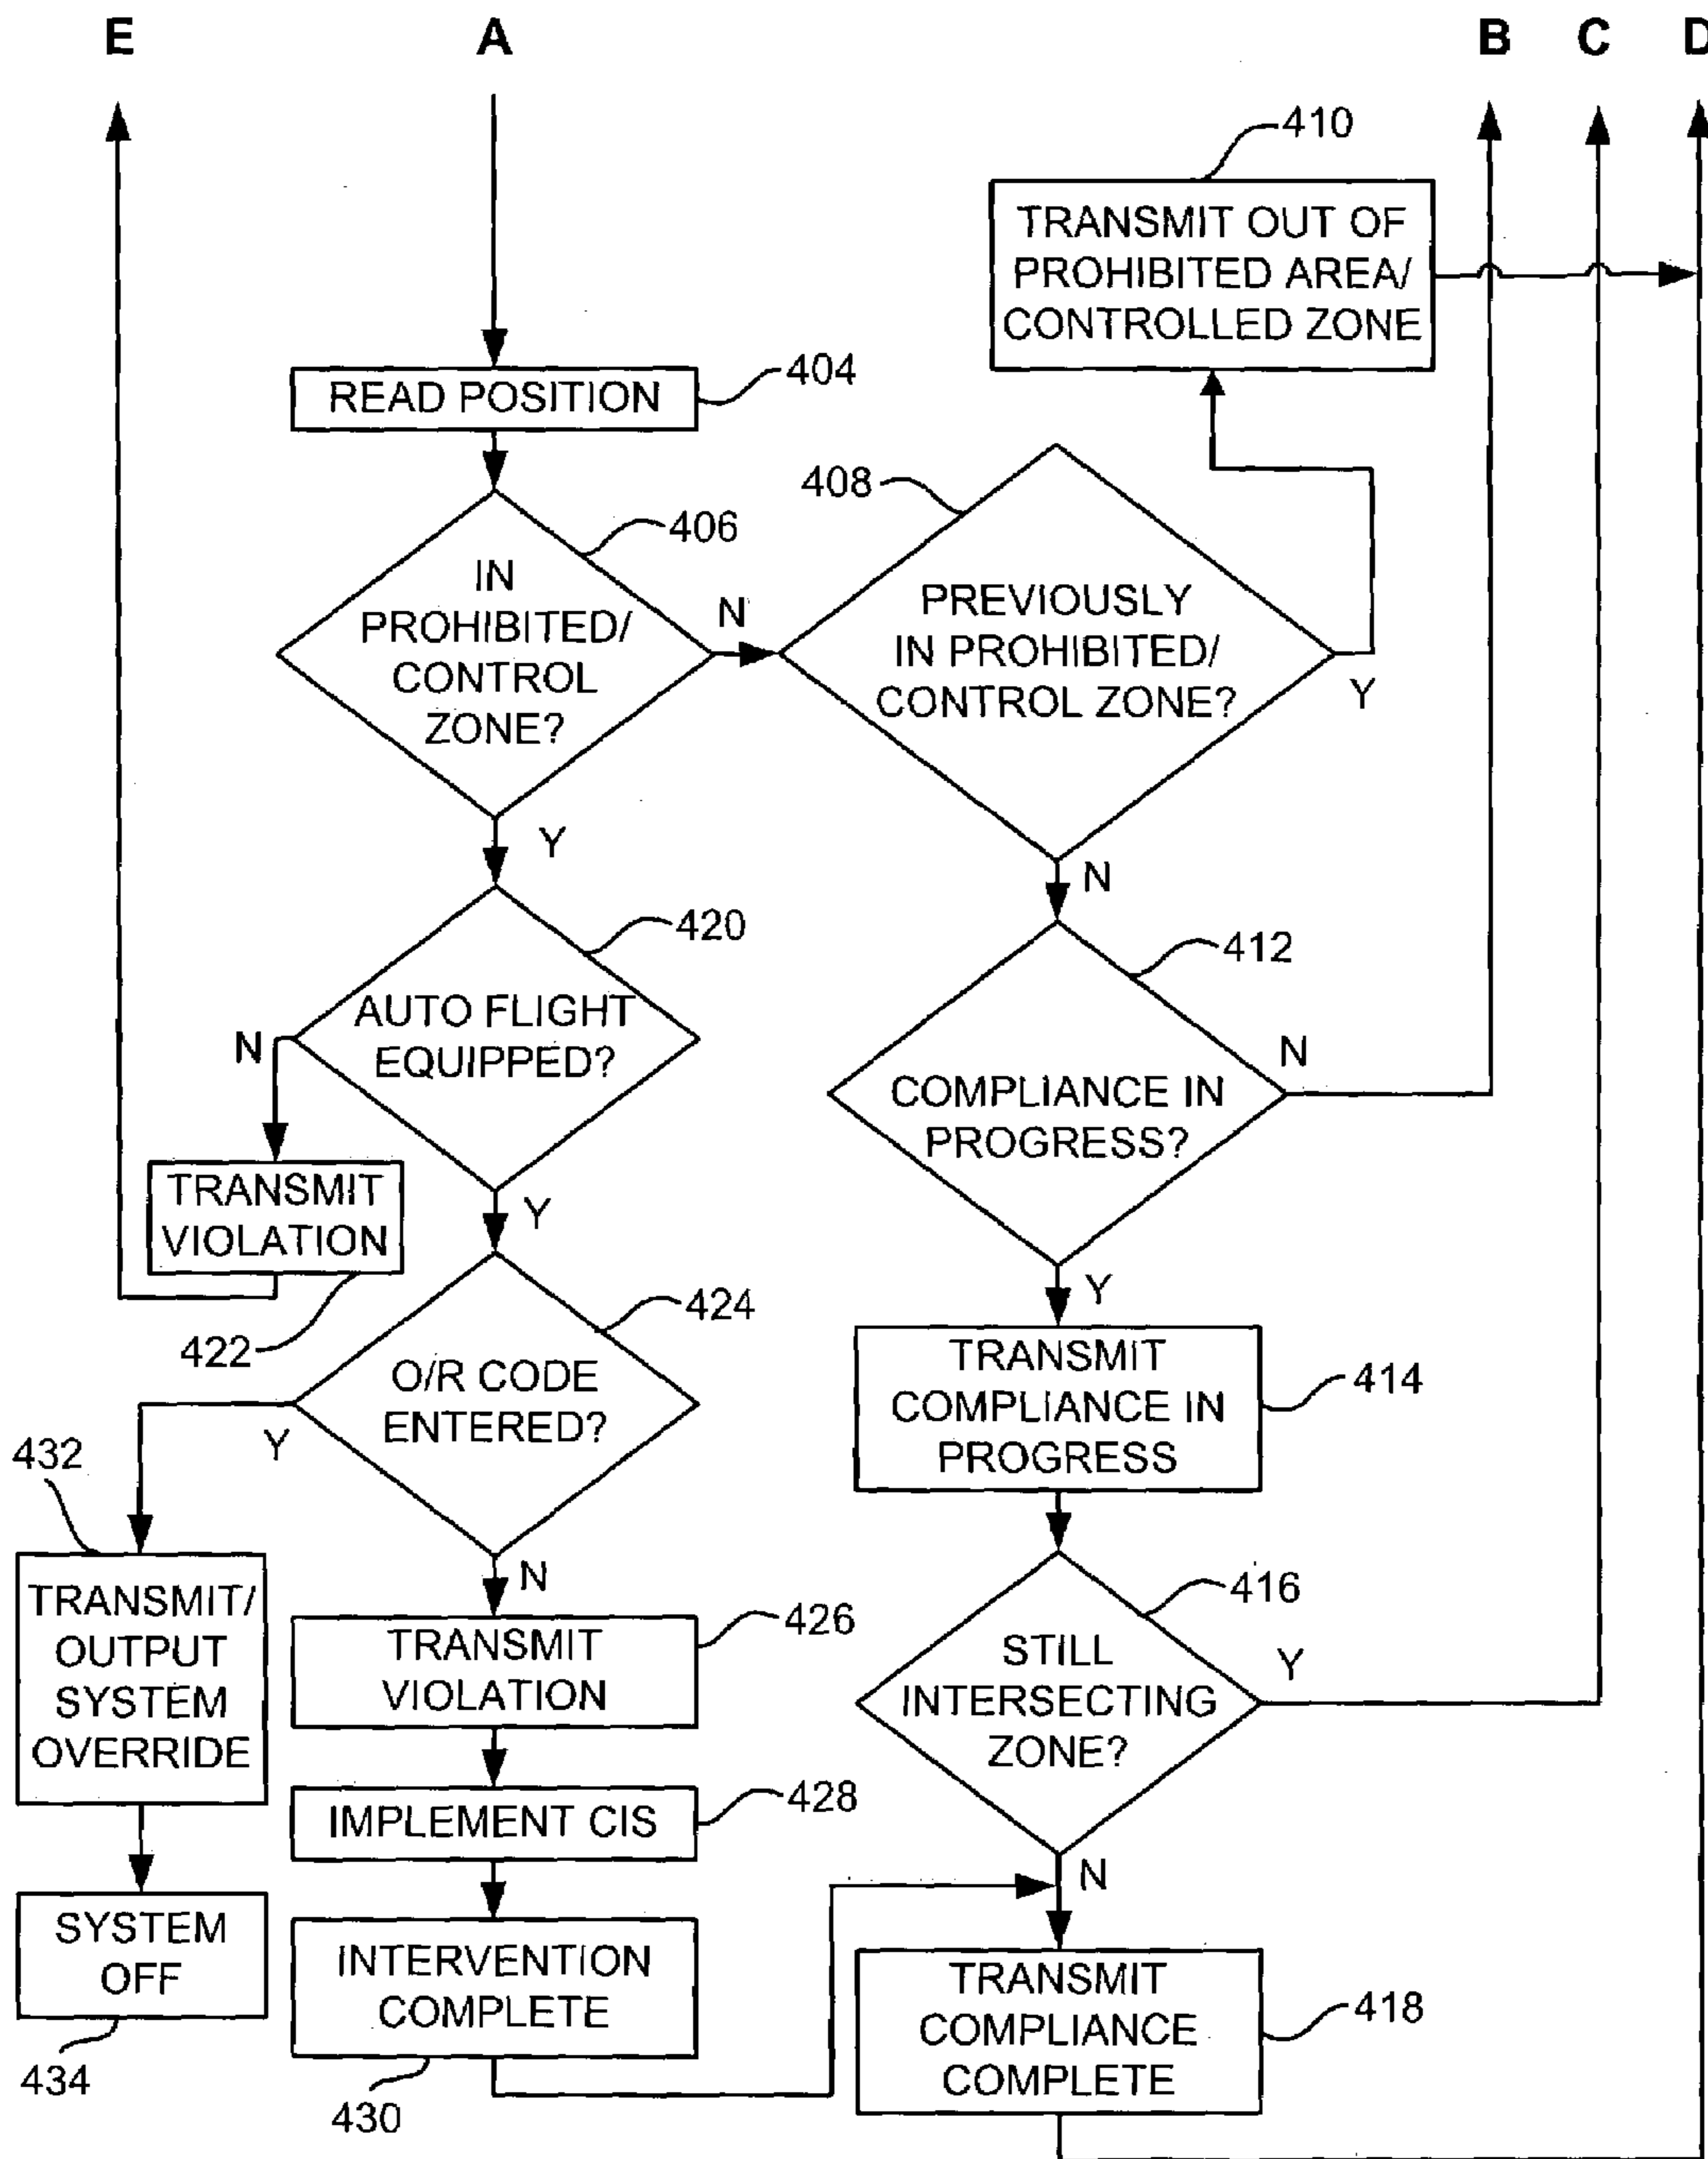 E
A
B
C
D
410
TRANSMIT OUT OF
PROHIBITED AREA/
CONTROLLED ZONE
READ POSITION
404
408
406
IN
PROHIBITED/
CONTROL
ZONE?
N
PREVIOUSLY
IN PROHIBITED/
CONTROL ZONE?
Y
Y
N
420
AUTO FLIGHT
EQUIPPED?
N
412
COMPLIANCE IN
PROGRESS?
N
TRANSMIT
VIOLATION
422
Y
Y
424
O/R CODE
ENTERED?
Y
TRANSMIT
COMPLIANCE IN
PROGRESS
414
432
TRANSMIT/
OUTPUT
SYSTEM
OVERRIDE
N
TRANSMIT
VIOLATION
426
416
STILL
INTERSECTING
ZONE?
Y
IMPLEMENT CIS
428
N
SYSTEM
OFF
434
INTERVENTION
COMPLETE
430
TRANSMIT
COMPLIANCE
COMPLETE
418